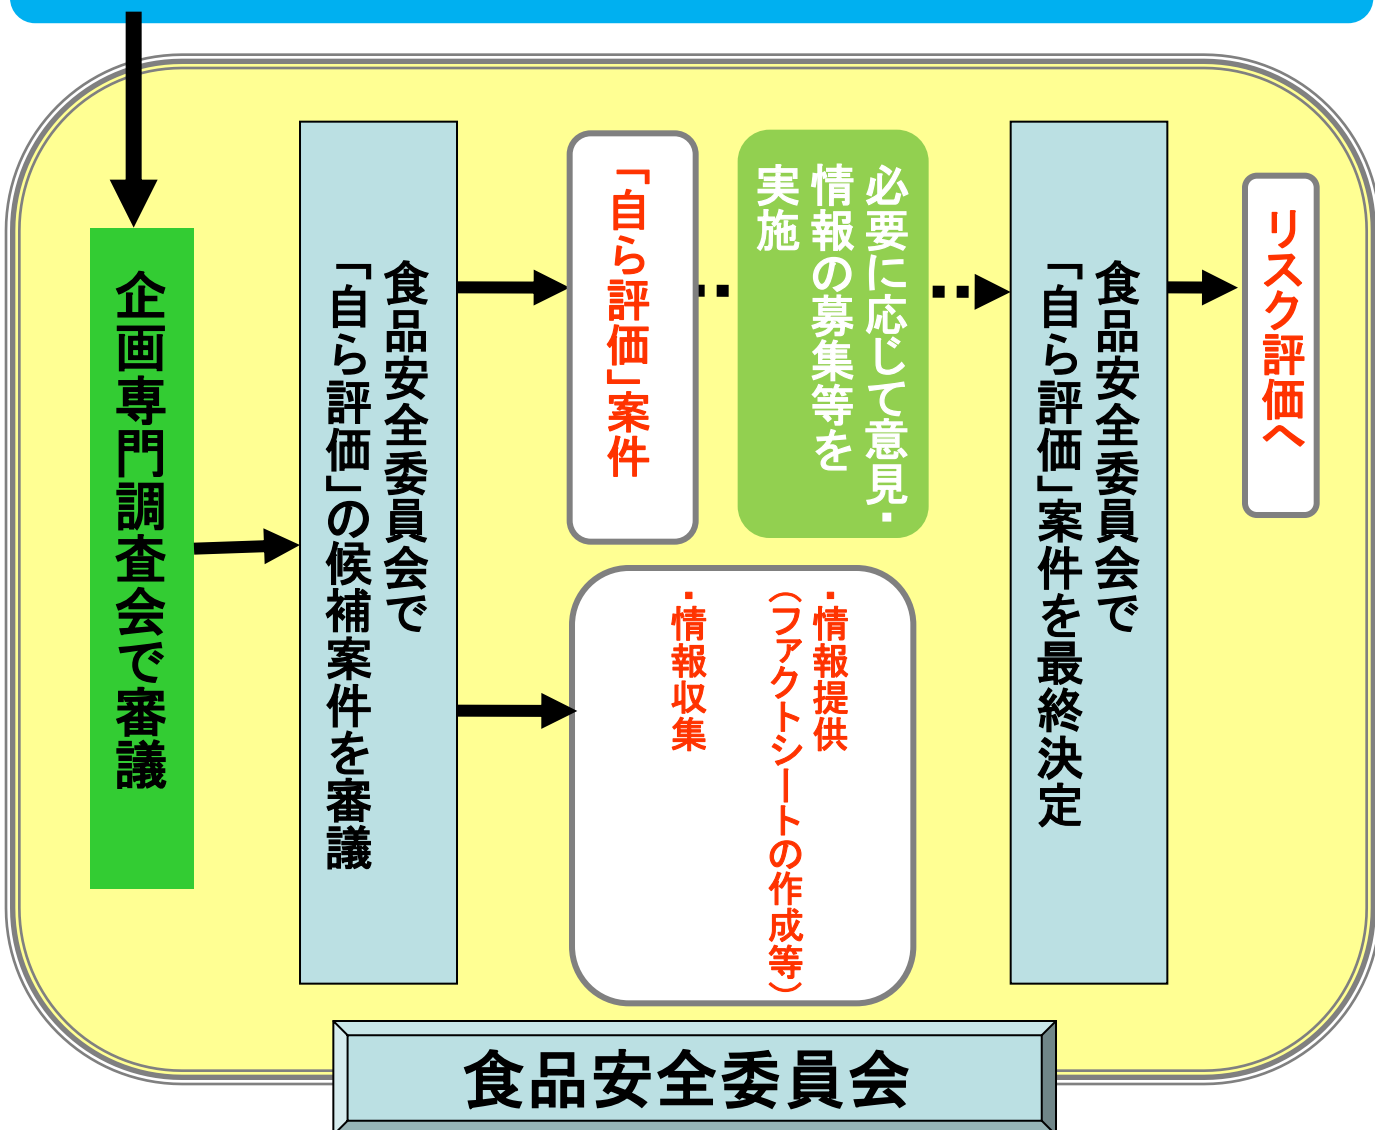 企画専門調査会で審議
食品安全委員会で
「自ら評価」の候補案件を審議
「自ら評価」案件
必要に応じて意見・
情報の募集等を
実施
・情報提供
（ファクトシートの作成等）
・情報収集
食品安全委員会で
「自ら評価」案件を最終決定
リスク評価へ
食品安全委員会